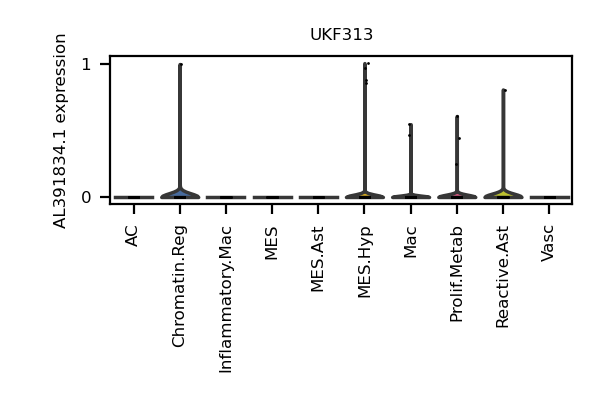 UKF313
AL391834.1 expression
1
0
AC
Chromatin.Reg
Inflammatory.Mac
MES
MES.Ast
MES.Hyp
Mac
Prolif.Metab
Reactive.Ast
Vasc